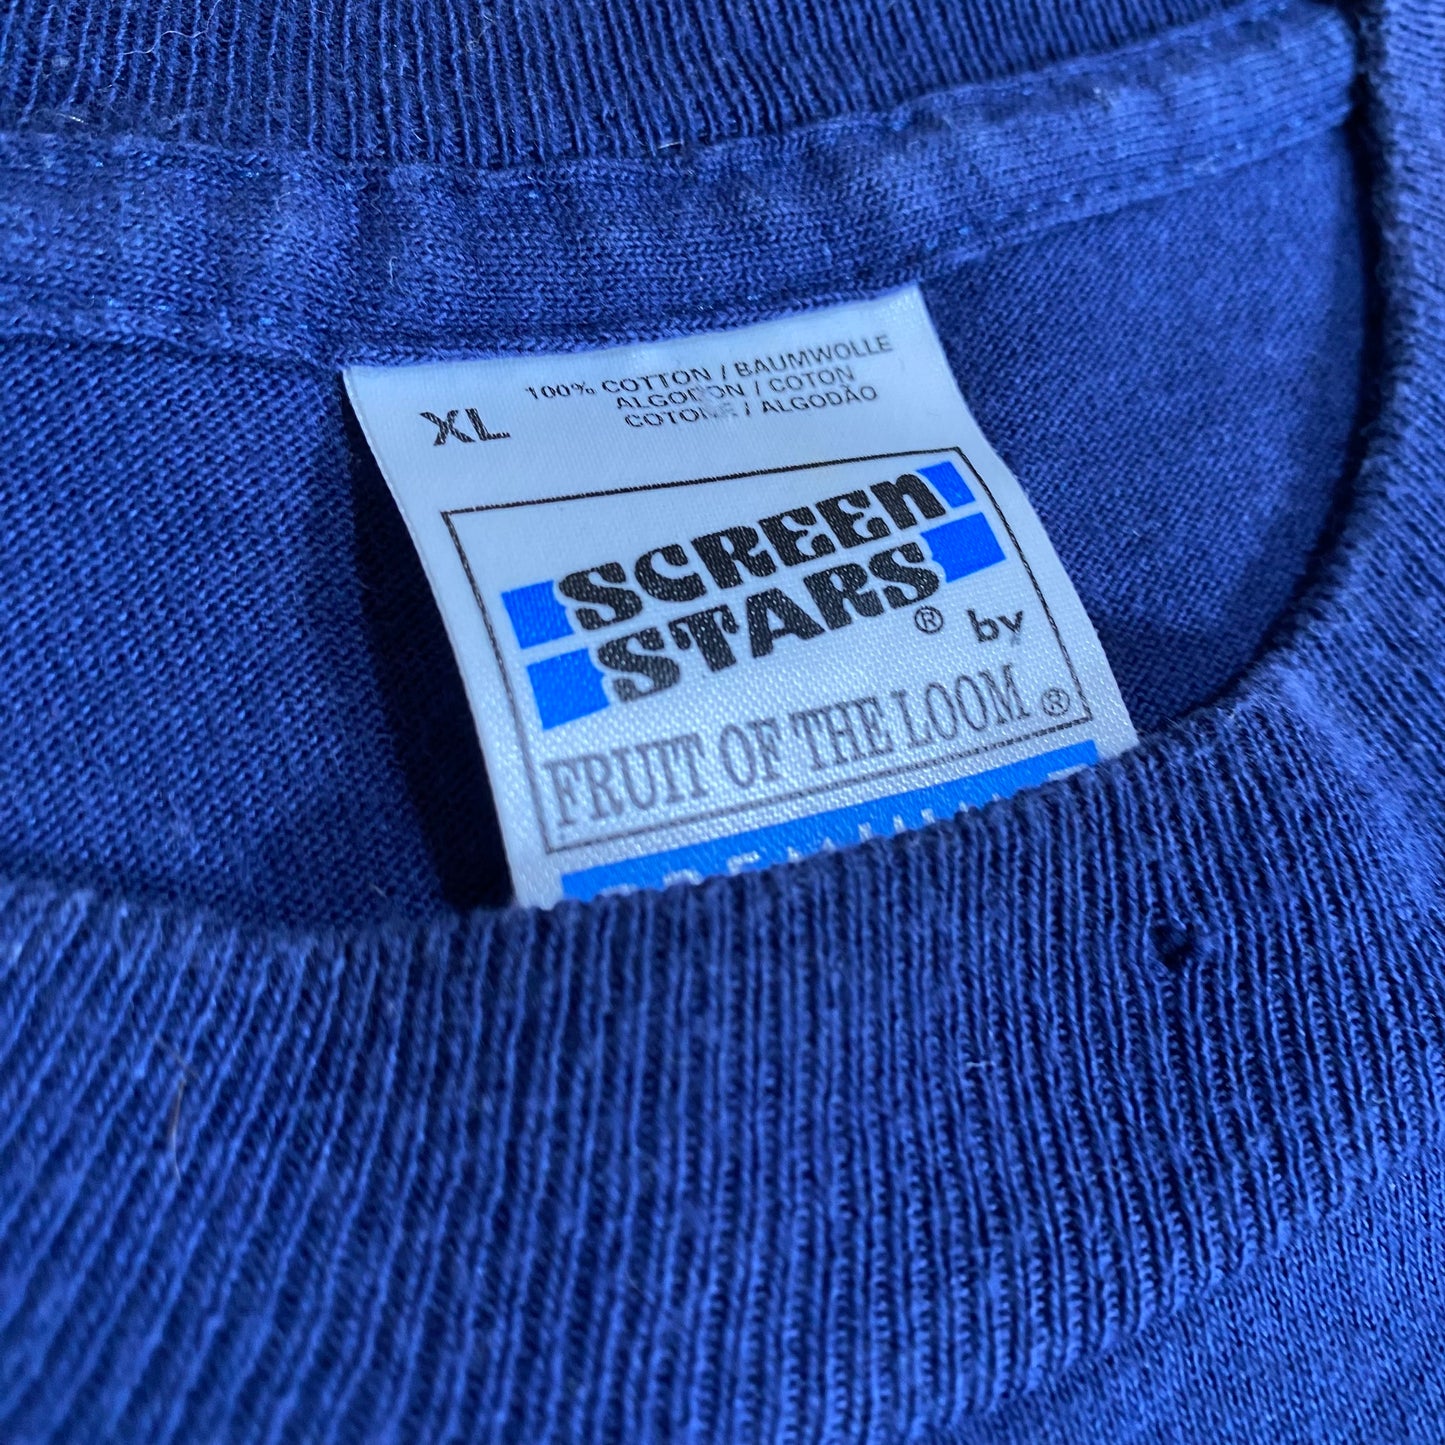 XL
100% COTTON / BAUMWOLLE
ALGODON / COTON
COTONE / ALGODÃO
SCREEN
STARS® by
FRUIT OF THE LOOM®